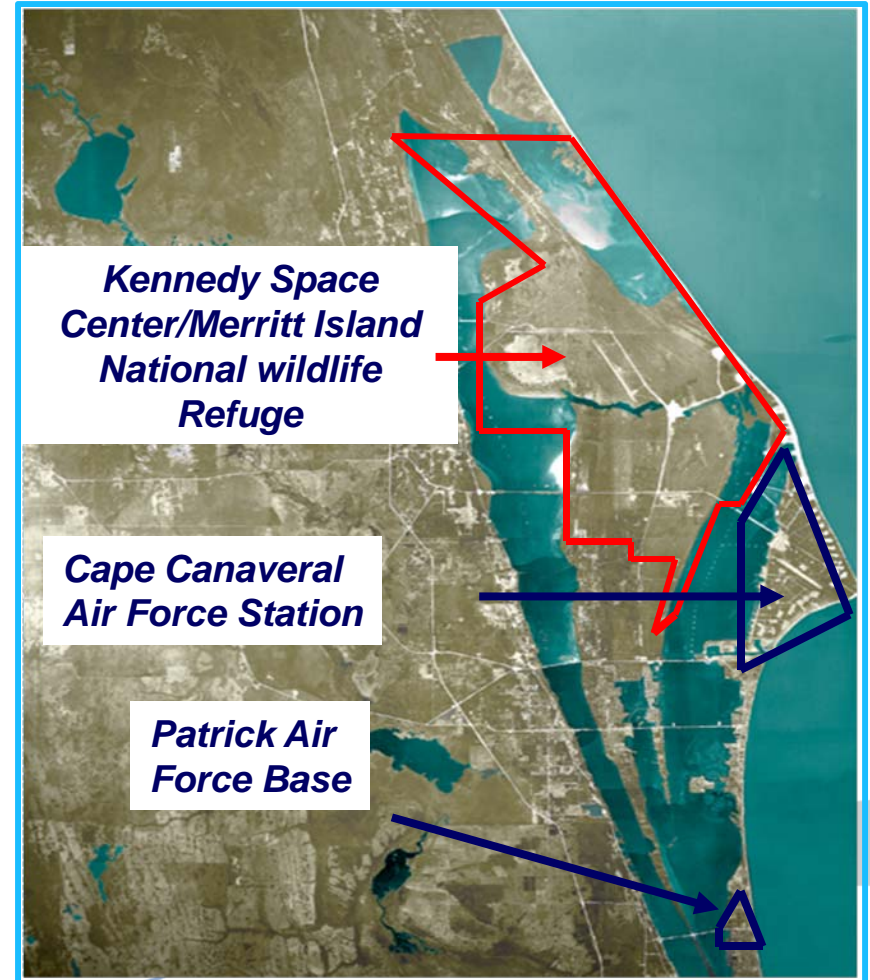 Kennedy Space
Center/Merritt Island
National wildlife
Refuge
Cape Canaveral
Air Force Station
Patrick Air
Force Base